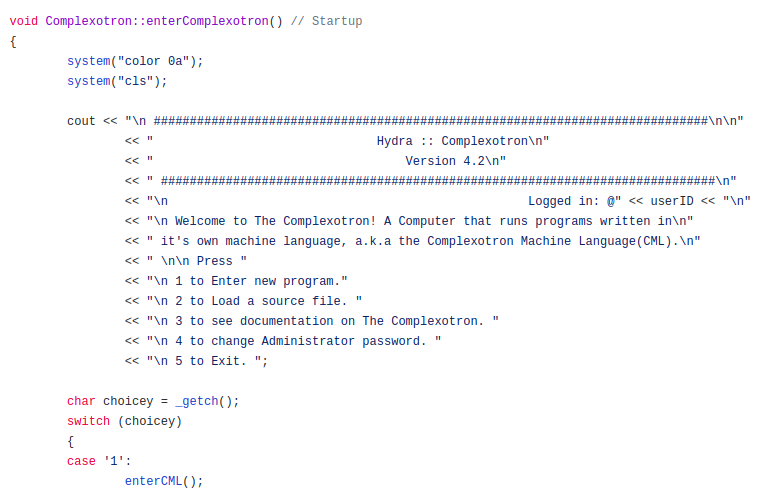 void Complexotron::enterComplexotron() // Startup
{
        system("color 0a");
        system("cls");

        cout << "\n #############################################################################\n\n"
                << "                               Hydra :: Complexotron\n"
                << "                                   Version 4.2\n"
                << " #############################################################################\n"
                << "\n                                                  Logged in: @" << userID << "\n"
                << "\n Welcome to The Complexotron! A Computer that runs programs written in\n"
                << " it's own machine language, a.k.a the Complexotron Machine Language(CML).\n"
                << " \n\n Press "
                << "\n 1 to Enter new program."
                << "\n 2 to Load a source file. "
                << "\n 3 to see documentation on The Complexotron. "
                << "\n 4 to change Administrator password. "
                << "\n 5 to Exit. ";

        char choicey = _getch();
        switch (choicey)
        {
        case '1':
                enterCML();